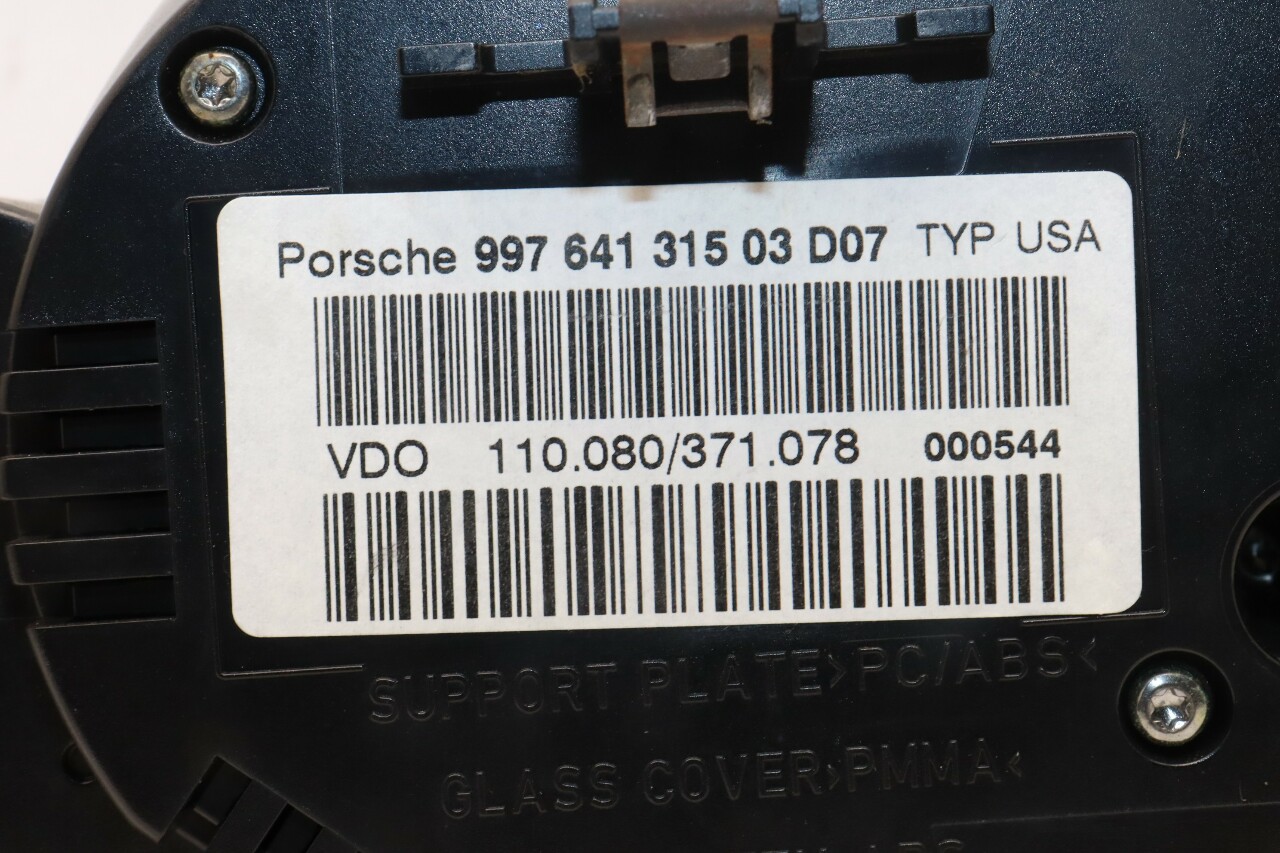 Porsche 997 641 315 03 D07 TYP USA
VDO 110.080/371.078 000544
SUPPORT PLATE>PC/ABS<
GLASS COVER>PMMA<